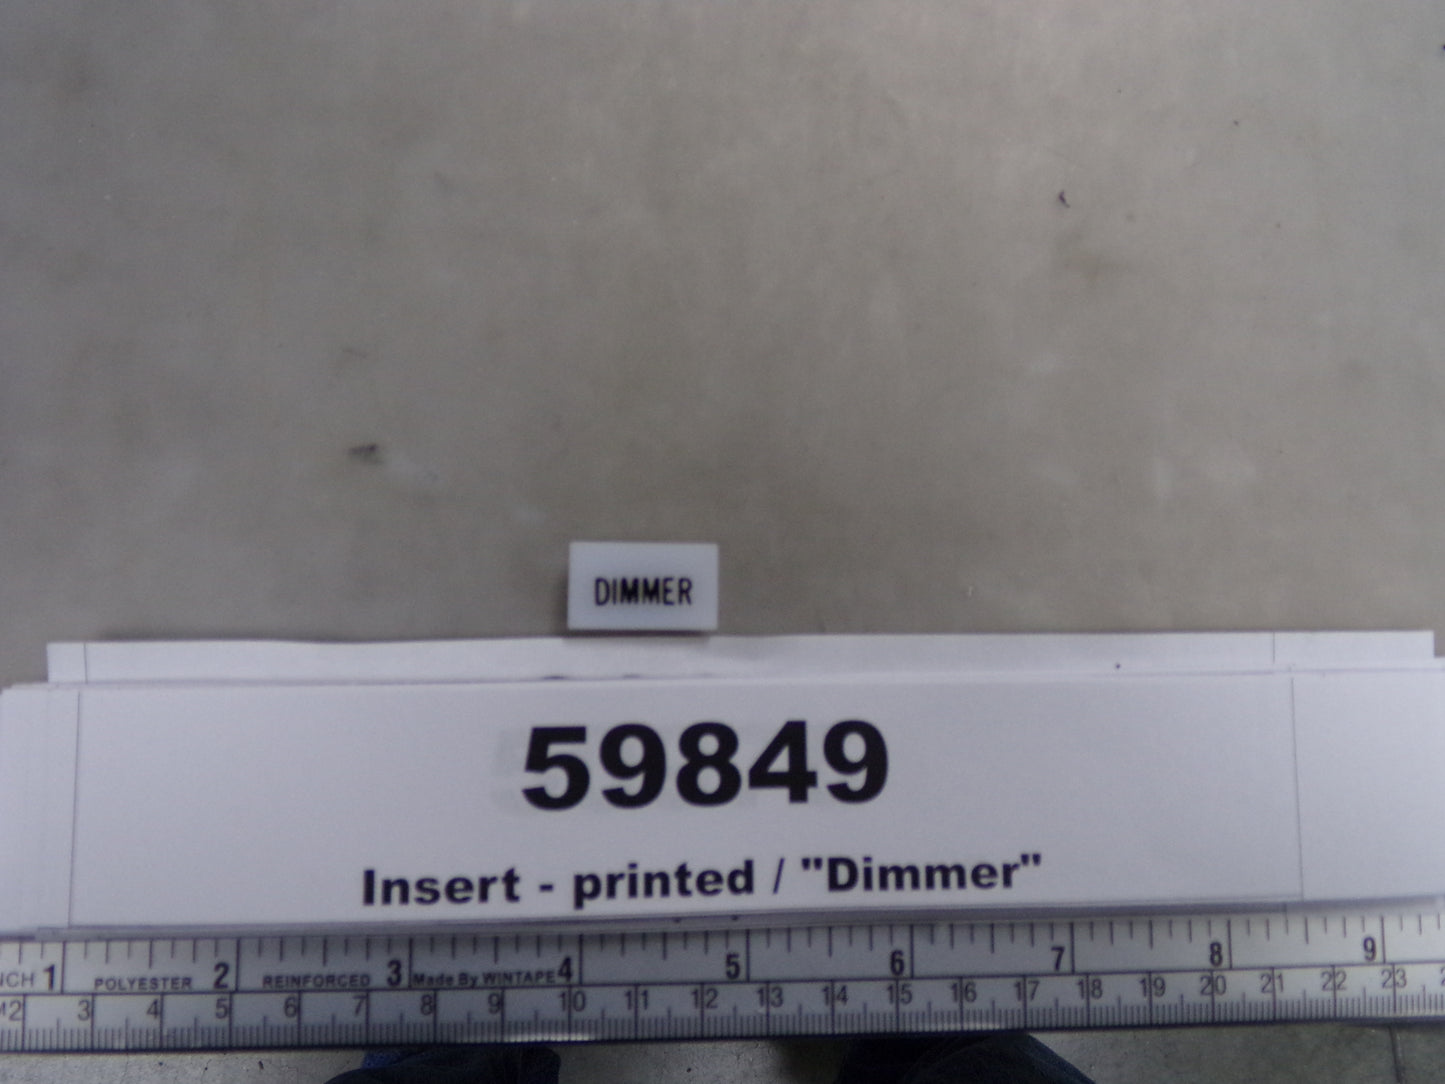 DIMMER
59849
Insert - printed / "Dimmer"
NCH 1 POLYESTER 2 REINFORCED 3 Made By WINTAPE 4 5 6 7 8 9
2 3 4 5 6 7 8 9 10 11 12 13 14 15 16 17 18 19 20 21 22 23